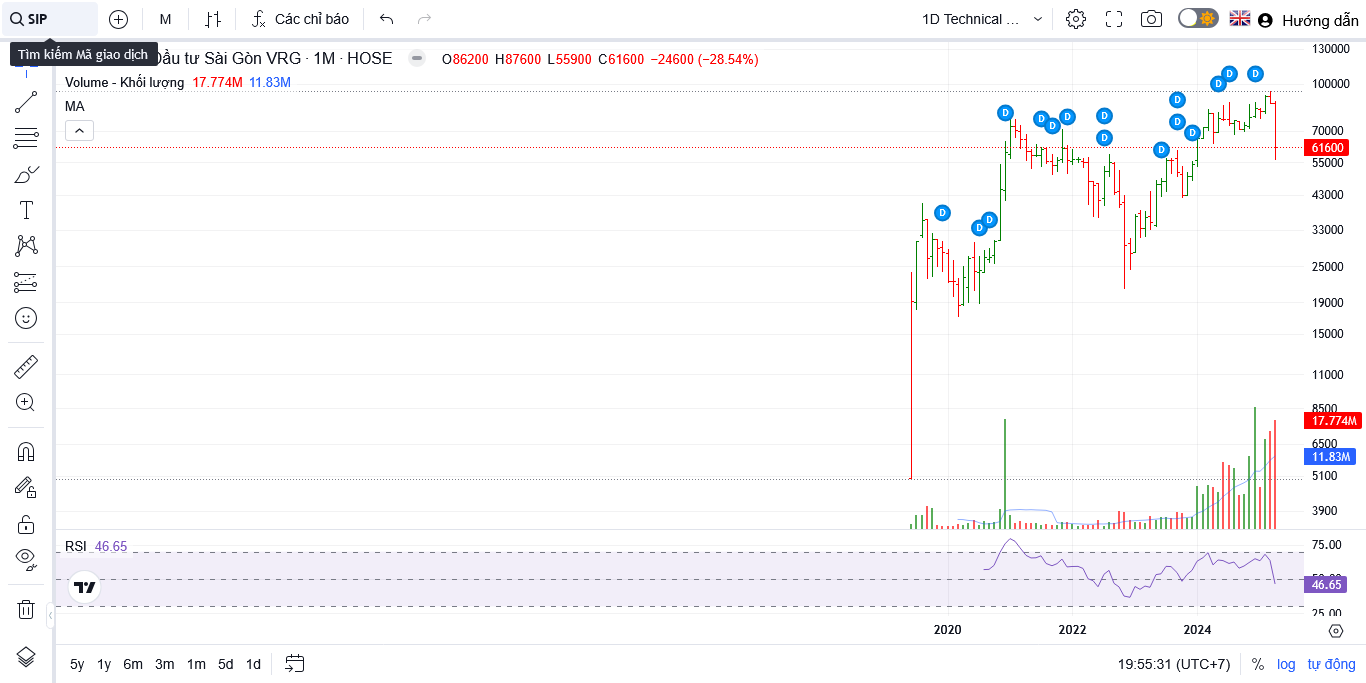 SIP
M
Các chỉ báo
1D Technical ...
Hướng dẫn
Tìm kiếm Mã giao dịch
Đầu tư Sài Gòn VRG · 1M · HOSE
O86200 H87600 L55900 C61600 −24600 (−28.54%)
Volume - Khối lượng 17.774M 11.83M
MA
130000
100000
70000
61600
55000
43000
33000
25000
19000
15000
11000
8500
17.774M
6500
11.83M
5100
3900
D D D D D D D D D D D D D D D D
RSI 46.65
75.00
50.00
46.65
25.00
2020 2022 2024
5y 1y 6m 3m 1m 5d 1d
19:55:31 (UTC+7)
% log tự động